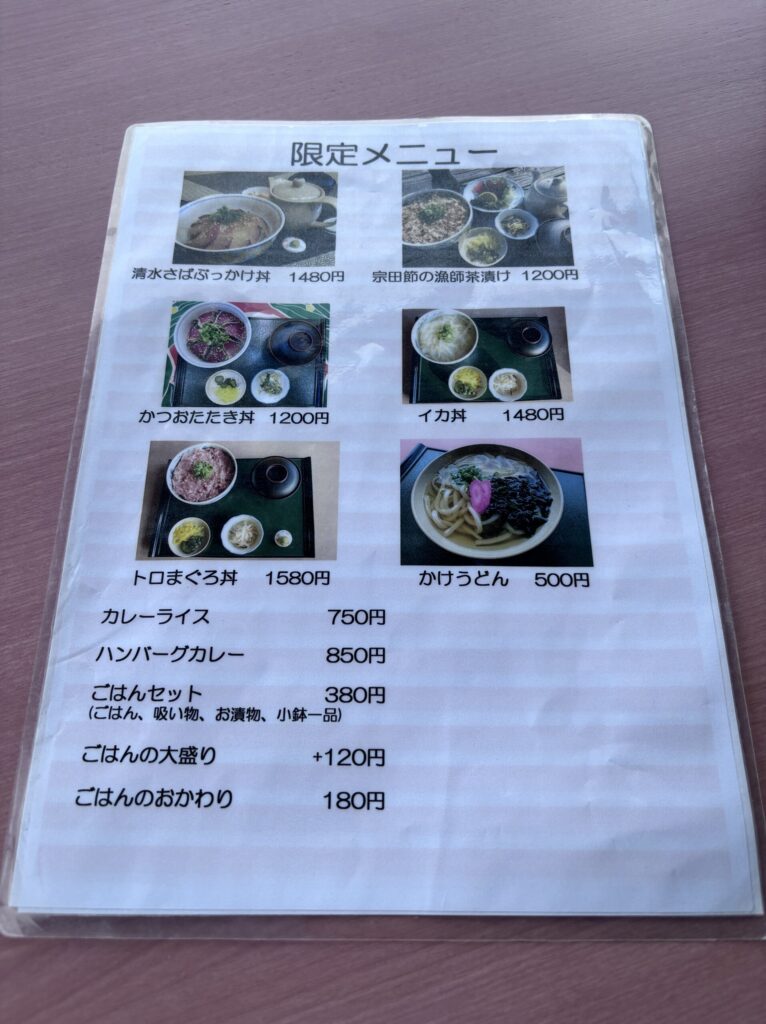 限定メニュー
清水さばぶっかけ丼 1480円
宗田節の漁師茶漬け 1200円
かつおたたき丼 1200円
イカ丼 1480円
トロまぐろ丼 1580円
かけうどん 500円
カレーライス 750円
ハンバーグカレー 850円
ごはんセット 380円
(ごはん、吸い物、お漬物、小鉢一品)
ごはんの大盛り +120円
ごはんのおかわり 180円